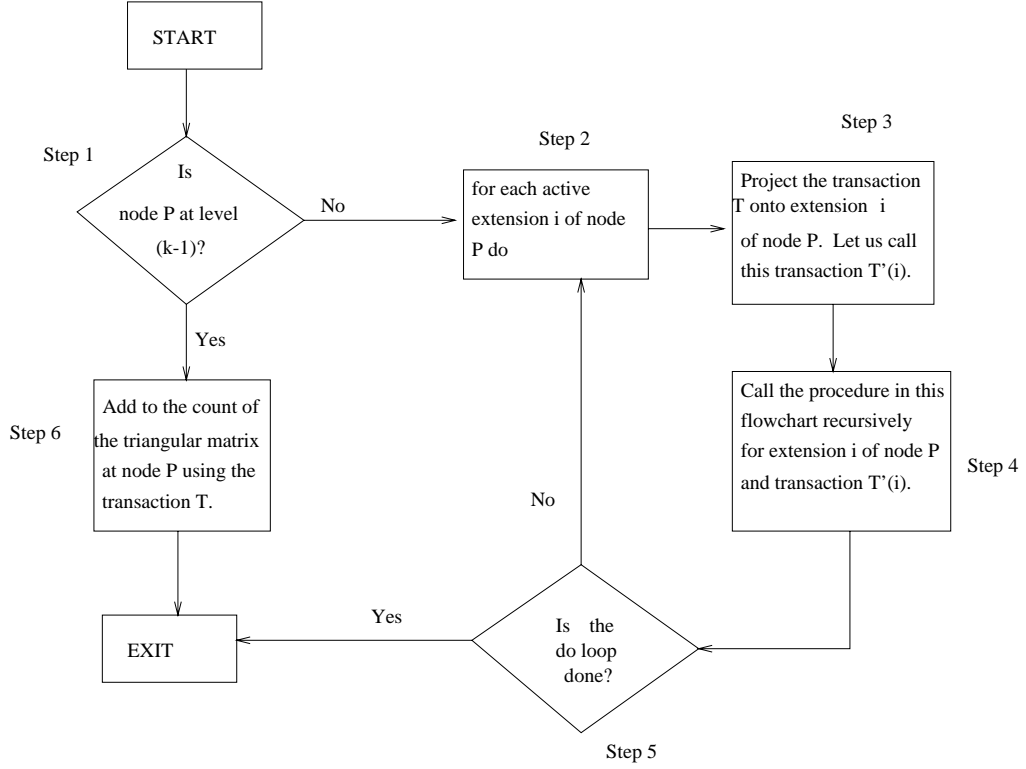 START
Step 1
Is
node P at level
(k-1)?
No
Yes
Step 2
for each active
extension i of node
P do
Step 3
Project the transaction
T onto extension i
of node P. Let us call
this transaction T'(i).
Call the procedure in this
flowchart recursively
for extension i of node P
and transaction T'(i).
Step 4
Step 6
Add to the count of
the triangular matrix
at node P using the
transaction T.
No
Yes
Is the
do loop
done?
Step 5
EXIT